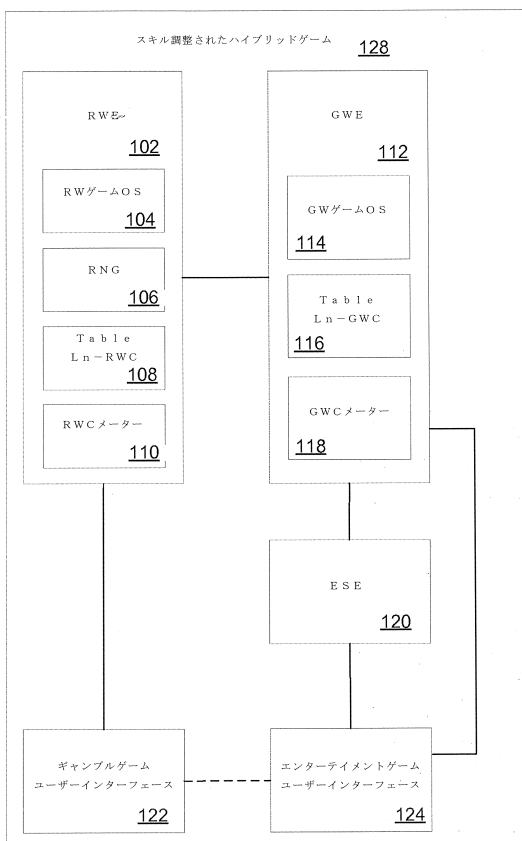 スキル調整されたハイブリッドゲーム
128
RWE~
102
RWゲームOS
104
RNG
106
Table
Ln-RWC
108
RWCメーター
110
GWE
112
GWゲームOS
114
Table
Ln-GWC
116
GWCメーター
118
ESE
120
ギャンブルゲーム
ユーザーインターフェース
122
エンターテイメントゲーム
ユーザーインターフェース
124